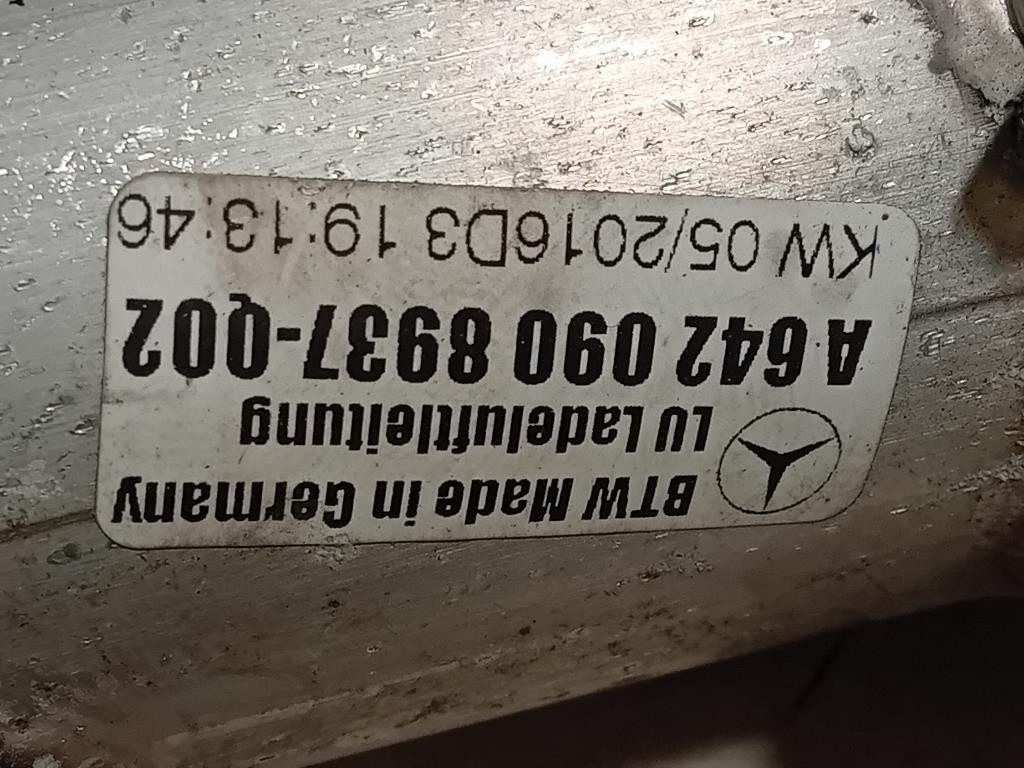 BTW Made in Germany
LU Ladeluftleitung
A 642 090 8937-Q02
KW 05/2016D3 19:13:46